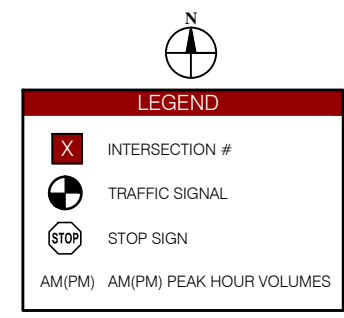 N
LEGEND
X INTERSECTION #
TRAFFIC SIGNAL
STOP STOP SIGN
AM(PM) AM(PM) PEAK HOUR VOLUMES